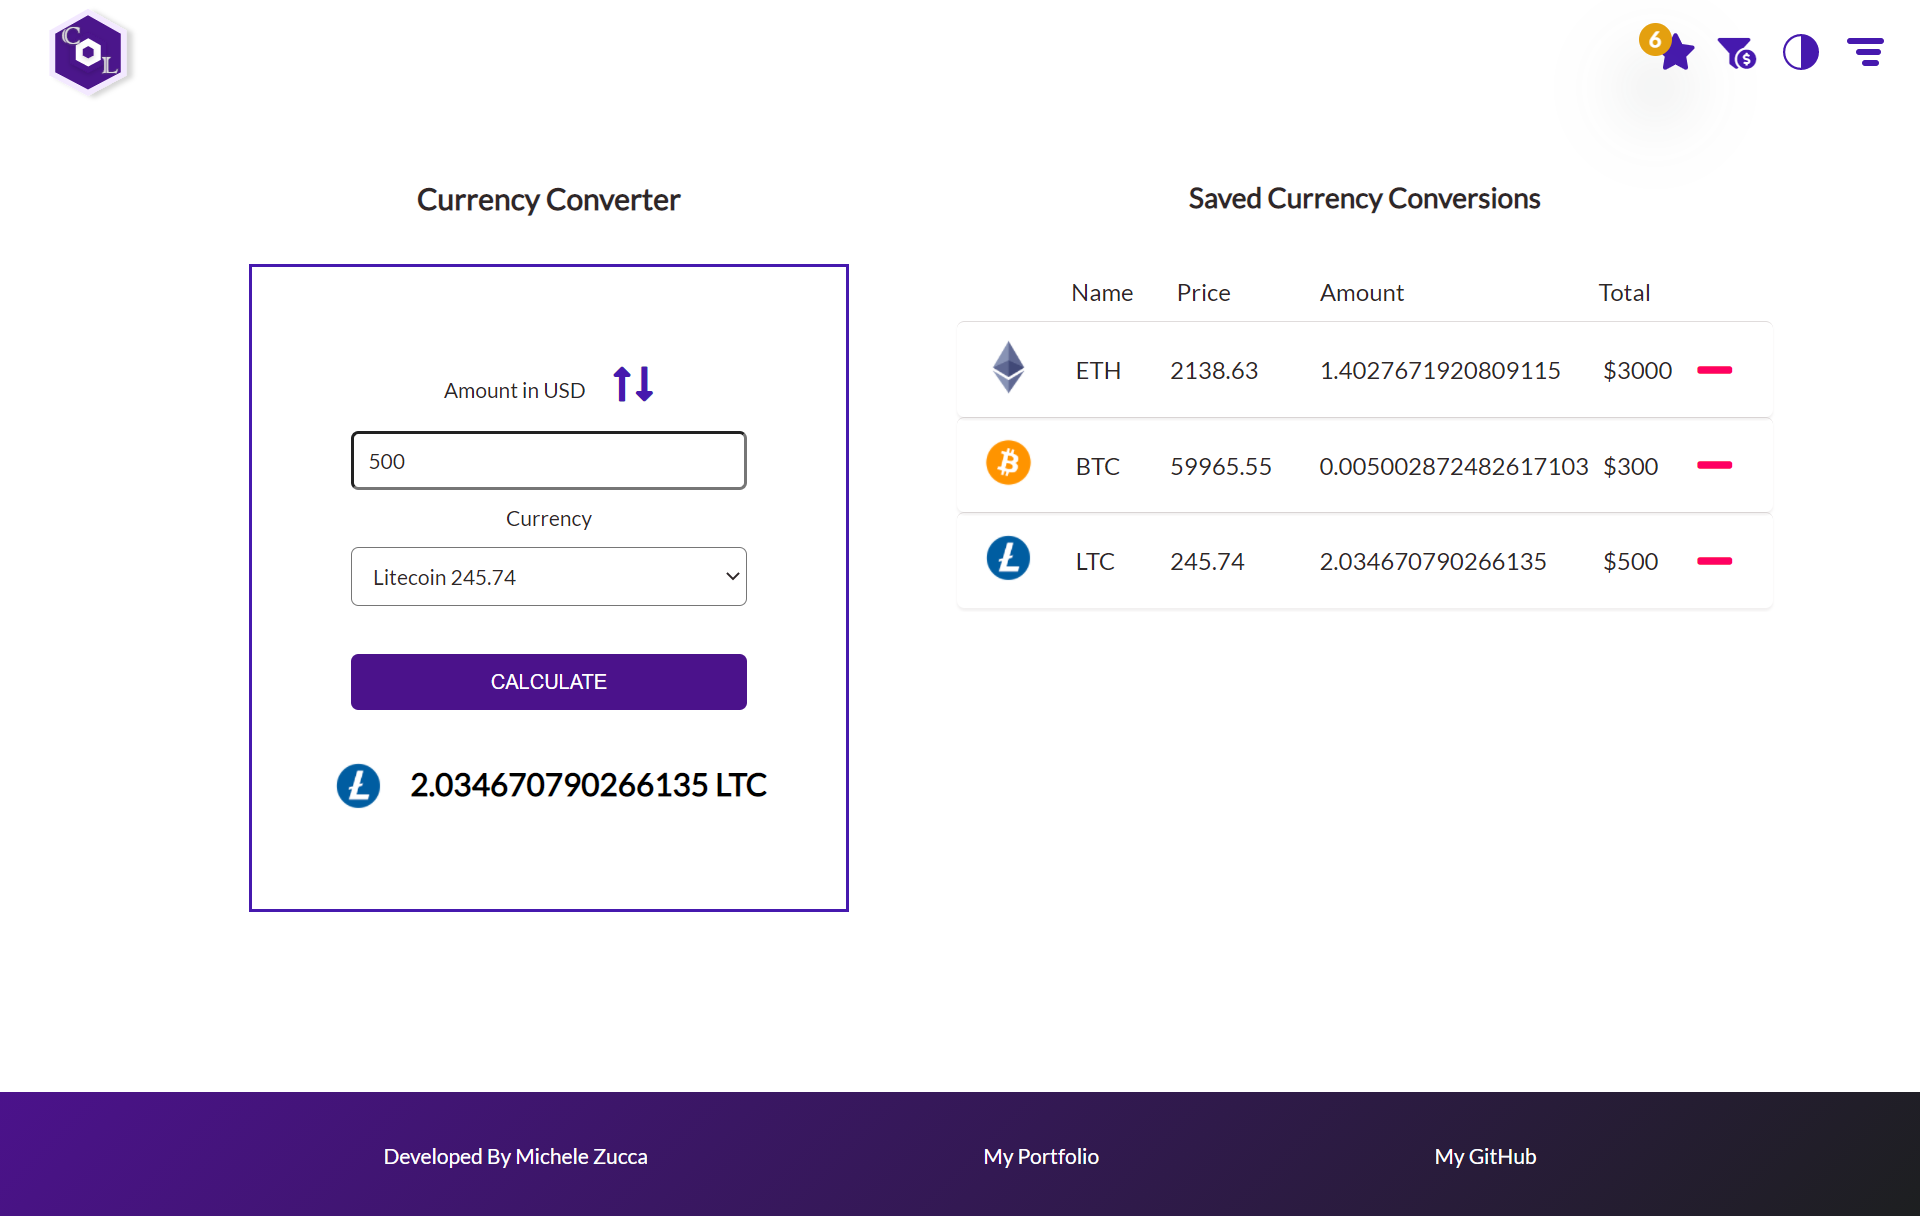 C
L
6
$
Currency Converter
Amount in USD
500
Currency
Litecoin 245.74
CALCULATE
2.034670790266135 LTC
Saved Currency Conversions
Name Price Amount Total
ETH 2138.63 1.4027671920809115 $3000
BTC 59965.55 0.005002872482617103 $300
LTC 245.74 2.034670790266135 $500
Developed By Michele Zucca My Portfolio My GitHub